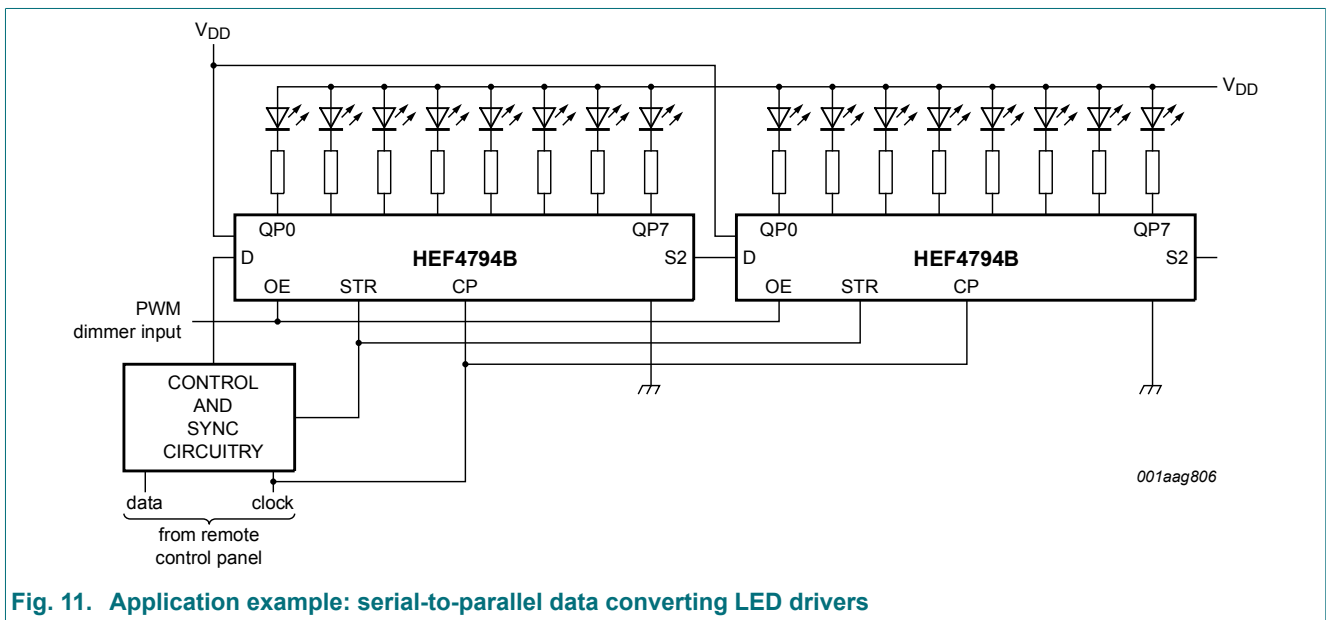 VDD
VDD
QP0 QP7 QP0 QP7
D HEF4794B S2 D HEF4794B S2
OE STR CP OE STR CP
PWM
dimmer input
CONTROL
AND
SYNC
CIRCUITRY
data clock
from remote
control panel
001aag806
Fig. 11. Application example: serial-to-parallel data converting LED drivers